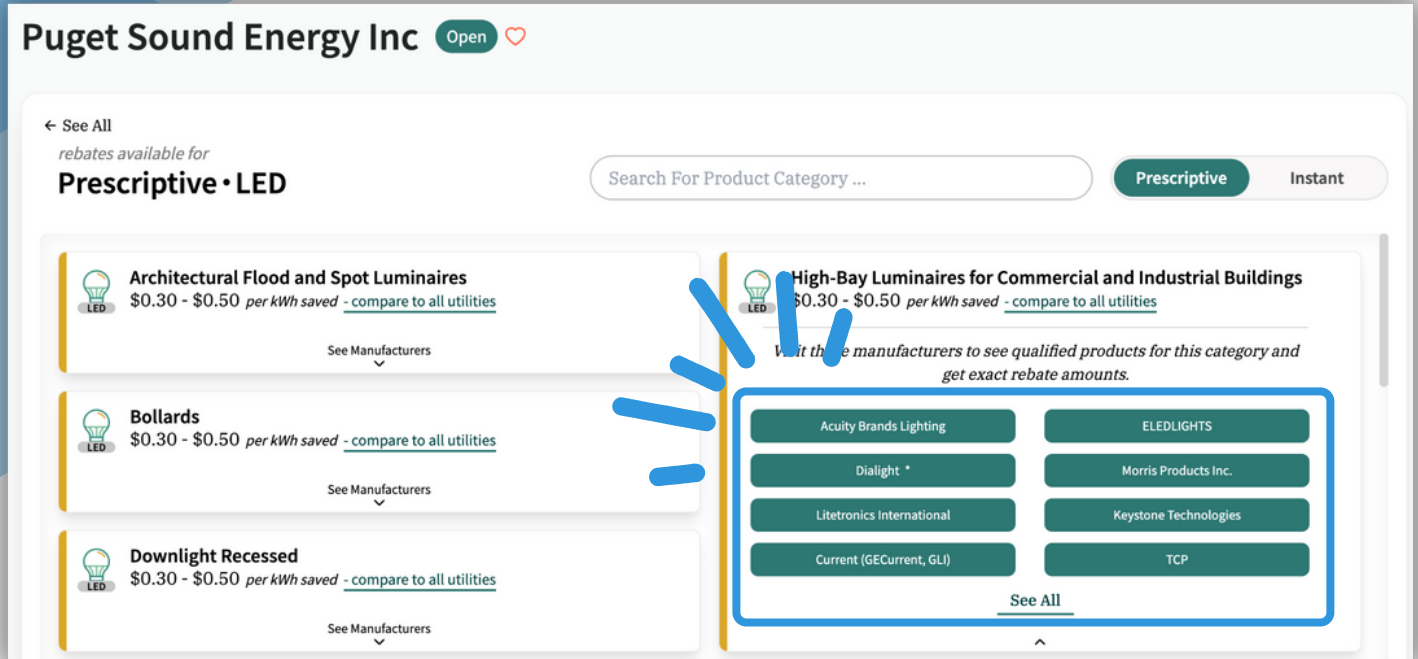 Puget Sound Energy Inc Open
← See All
rebates available for
Prescriptive • LED
Search For Product Category ...
Prescriptive
Instant
LED
Architectural Flood and Spot Luminaires
$0.30 - $0.50 per kWh saved - compare to all utilities
See Manufacturers
LED
Bollards
$0.30 - $0.50 per kWh saved - compare to all utilities
See Manufacturers
LED
Downlight Recessed
$0.30 - $0.50 per kWh saved - compare to all utilities
See Manufacturers
LED
High-Bay Luminaires for Commercial and Industrial Buildings
$0.30 - $0.50 per kWh saved - compare to all utilities
manufacturers to see qualified products for this category and
get exact rebate amounts.
Acuity Brands Lighting
ELEDLIGHTS
Dialight *
Morris Products Inc.
Litetronics International
Keystone Technologies
Current (GECurrent, GLI)
TCP
See All